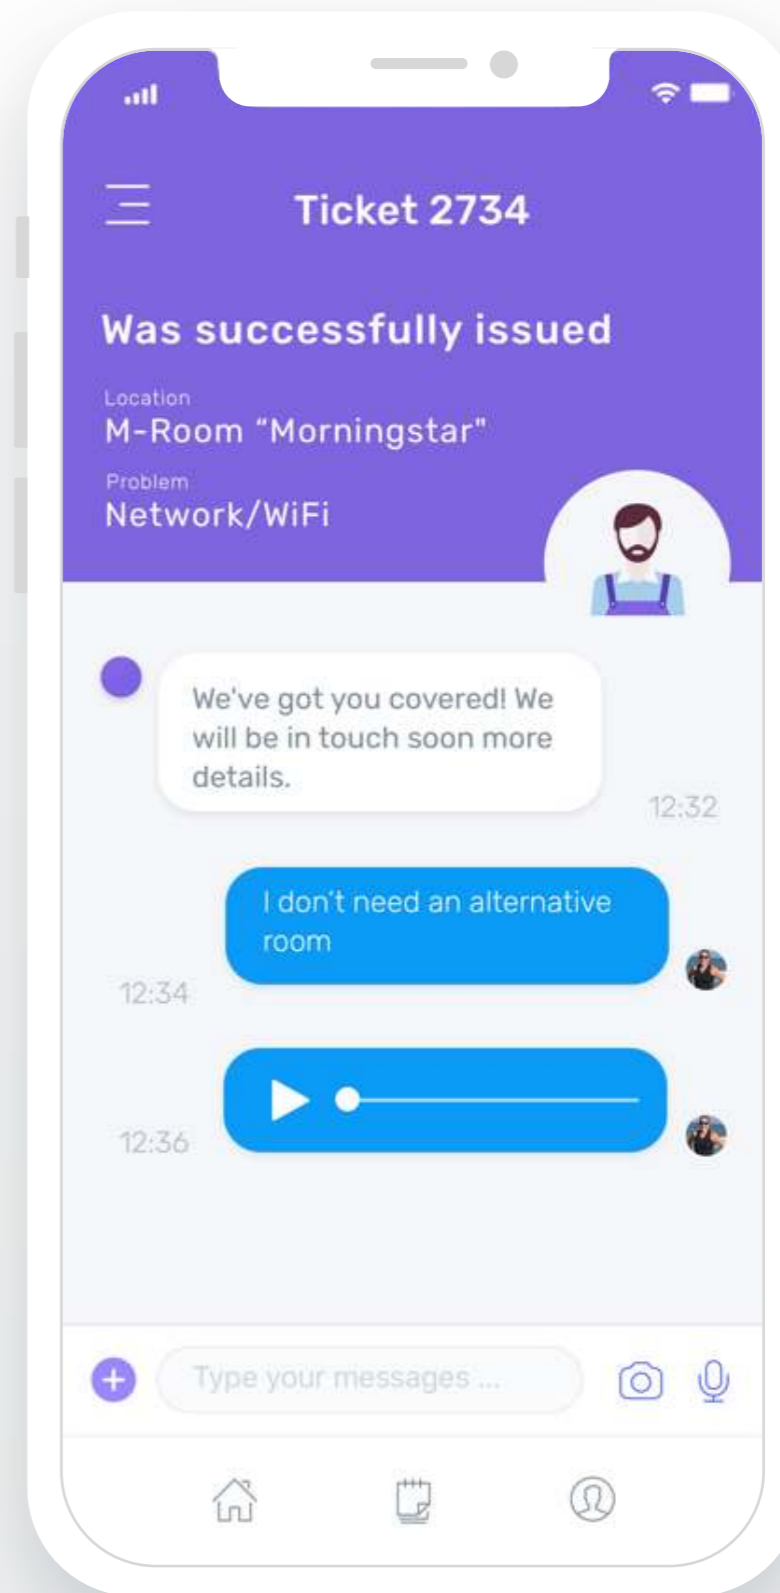 Ticket 2734
Was successfully issued
Location
M-Room “Morningstar"
Problem
Network/WiFi
We've got you covered! We
will be in touch soon more
details.
12:32
I don't need an alternative
room
12:34
12:36
Type your messages ...